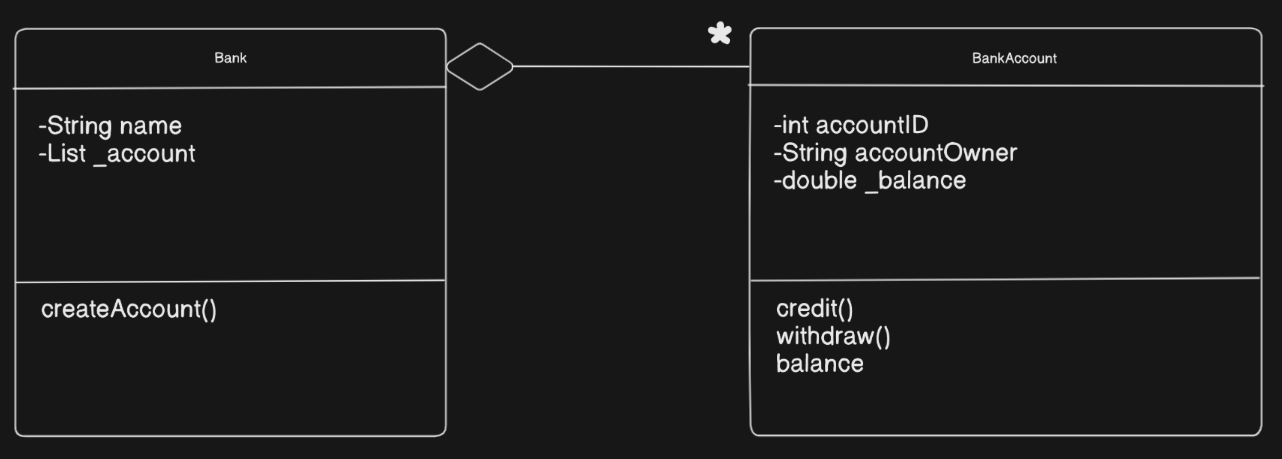 Bank
-String name
-List _account
createAccount()
*
BankAccount
-int accountID
-String accountOwner
-double _balance
credit()
withdraw()
balance